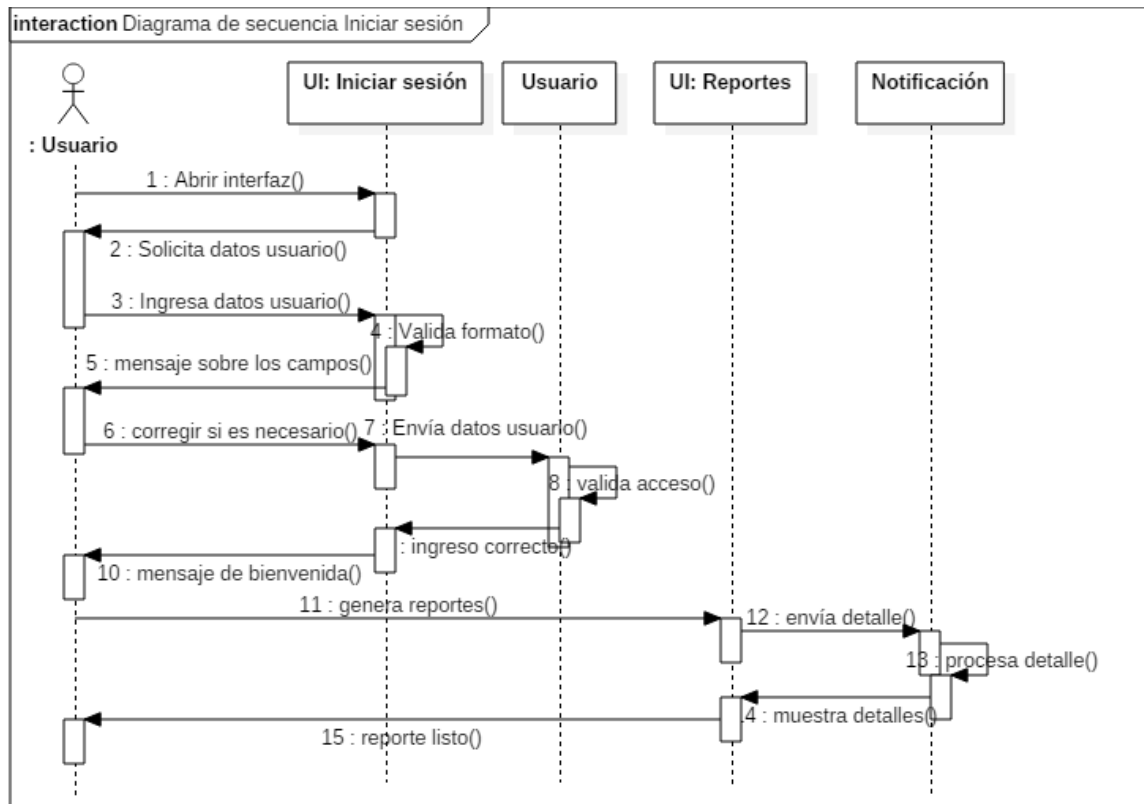 interaction Diagrama de secuencia Iniciar sesión
UI: Iniciar sesión
Usuario
UI: Reportes
Notificación
: Usuario
1 : Abrir interfaz()
2 : Solicita datos usuario()
3 : Ingresa datos usuario()
4 : Valida formato()
5 : mensaje sobre los campos()
6 : corregir si es necesario()
7 : Envía datos usuario()
8 : valida acceso()
: ingreso correcto()
10 : mensaje de bienvenida()
11 : genera reportes()
12 : envía detalle()
13 : procesa detalle()
14 : muestra detalles()
15 : reporte listo()